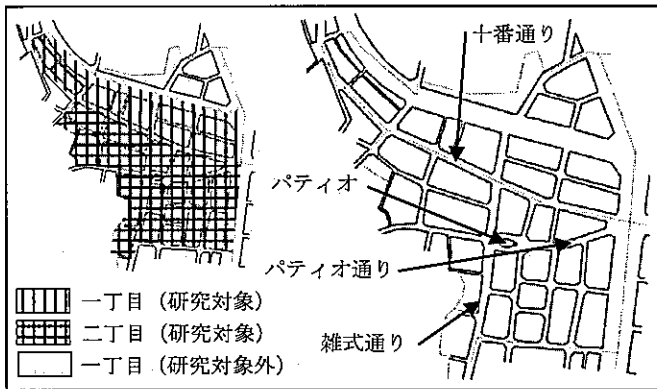 十番通り
パティオ
パティオ通り
雑式通り
一丁目（研究対象）
二丁目（研究対象）
一丁目（研究対象外）